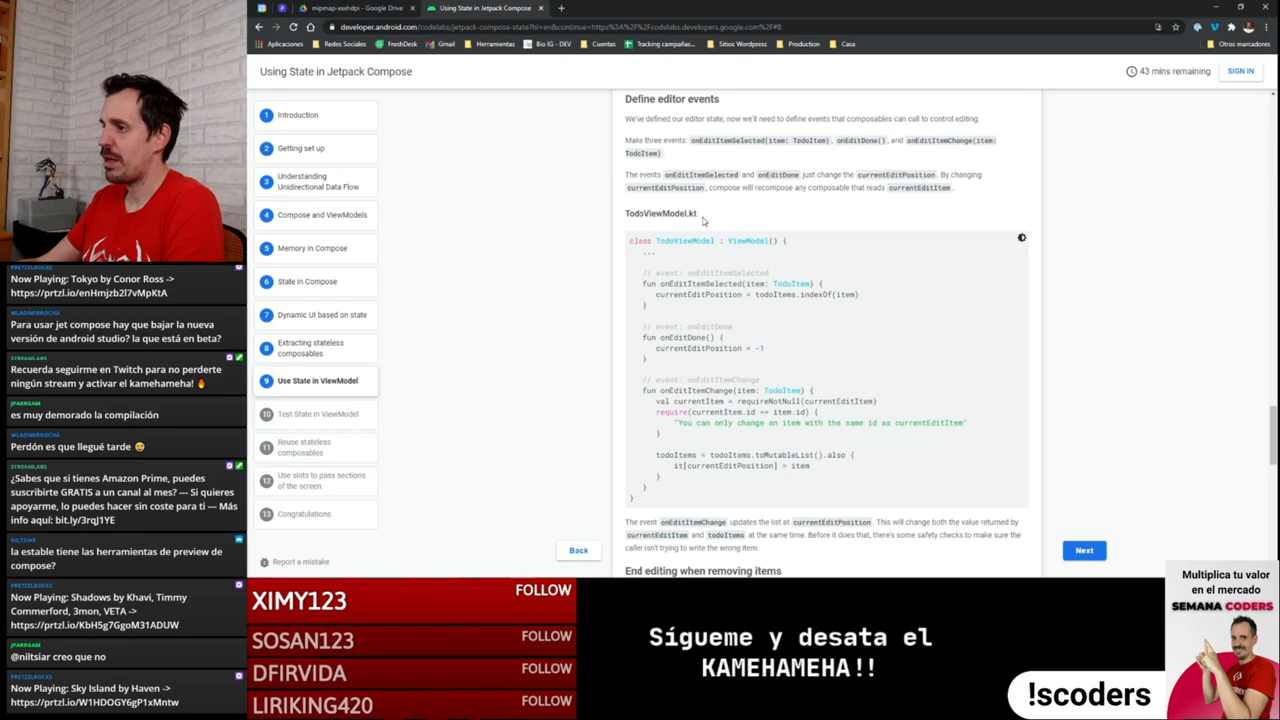 mipmap-xxxhdpi - Google Drive
Using State in Jetpack Compose
developer.android.com/codelabs/jetpack-compose-state?hl=en&continue=https%3A%2F%2Fcodelabs.developers.google.com%2F#8
Aplicaciones
Redes Sociales
FreshDesk
Gmail
Herramientas
Bio IG - DEV
Cuentas
Tracking campañas...
Sitios Wordpress
Production
Casa
Otros marcadores
Using State in Jetpack Compose
43 mins remaining
SIGN IN
1 Introduction
2 Getting set up
3 Understanding
Unidirectional Data Flow
4 Compose and ViewModels
5 Memory in Compose
6 State in Compose
7 Dynamic UI based on state
8 Extracting stateless
composables
9 Use State in ViewModel
10 Test State in ViewModel
11 Reuse stateless
composables
12 Use slots to pass sections
of the screen
13 Congratulations
Report a mistake
Define editor events
We've defined our editor state, now we'll need to define events that composables can call to control editing.
Make three events: onEditItemSelected(item: TodoItem), onEditDone(), and onEditItemChange(item:
TodoItem).
The events onEditItemSelected and onEditDone just change the currentEditPosition. By changing
currentEditPosition, compose will recompose any composable that reads currentEditItem.
TodoViewModel.kt
class TodoViewModel : ViewModel() {
...
// event: onEditItemSelected
fun onEditItemSelected(item: TodoItem) {
currentEditPosition = todoItems.indexOf(item)
}
// event: onEditDone
fun onEditDone() {
currentEditPosition = -1
}
// event: onEditItemChange
fun onEditItemChange(item: TodoItem) {
val currentItem = requireNotNull(currentEditItem)
require(currentItem.id == item.id) {
"You can only change an item with the same id as currentEditItem"
}
todoItems = todoItems.toMutableList().also {
it[currentEditPosition] = item
}
}
}
The event onEditItemChange updates the list at currentEditPosition. This will change both the value returned by
currentEditItem and todoItems at the same time. Before it does that, there's some safety checks to make sure the
caller isn't trying to write the wrong item.
End editing when removing items
Back
Next
PRETZELROCKS
Now Playing: Tokyo by Conor Ross ->
https://prtzl.io/enHjmjzb2l7vMpKtA
WLADIMIRROCHA
Para usar jet compose hay que bajar la nueva
versión de android studio? la que está en beta?
STREAMLABS
Recuerda seguirme en Twitch para no perderte
ningún stream y activar el kamehameha! 🔥
JPARRGAM
es muy demorado la compilación
WLADIMIRROCHA
Perdón es que llegué tarde 😅
STREAMLABS
¿Sabes que si tienes Amazon Prime, puedes
suscribirte GRATIS a un canal al mes? --- Si quieres
apoyarme, lo puedes hacer sin coste para ti --- Más
info aquí: bit.ly/3rqJ1YE
NILTSIAR
la estable tiene las herramientas de preview de
compose?
PRETZELROCKS
Now Playing: Shadows by Khavi, Timmy
Commerford, 3mon, VETA ->
https://prtzl.io/KbH5g7GgoM31ADUW
JPARRGAM
@niltsiar creo que no
PRETZELROCKS
Now Playing: Sky Island by Haven ->
https://prtzl.io/W1HDOGY6gP1xMntw
XIMY123 FOLLOW
SOSAN123 FOLLOW
DFIRVIDA FOLLOW
LIRIKING420 FOLLOW
Sígueme y desata el
KAMEHAMEHA!!
Multiplica tu valor
en el mercado
SEMANA CODERS
!scoders